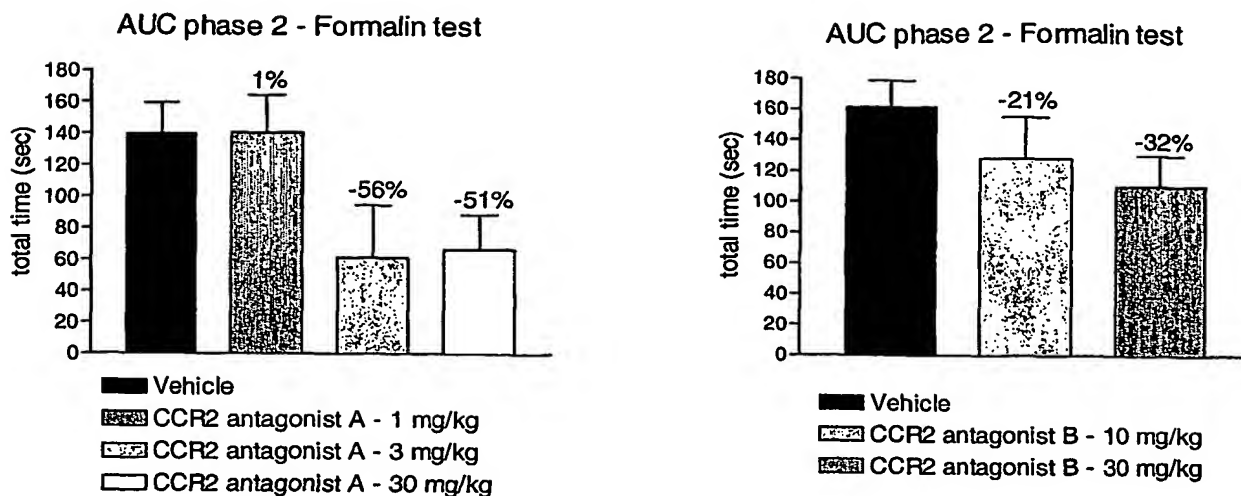 AUC phase 2 - Formalin test
180
160
140
120
100
80
60
40
20
0
total time (sec)
1%
-56%
-51%
Vehicle
CCR2 antagonist A - 1 mg/kg
CCR2 antagonist A - 3 mg/kg
CCR2 antagonist A - 30 mg/kg
AUC phase 2 - Formalin test
180
160
140
120
100
80
60
40
20
0
total time (sec)
-21%
-32%
Vehicle
CCR2 antagonist B - 10 mg/kg
CCR2 antagonist B - 30 mg/kg